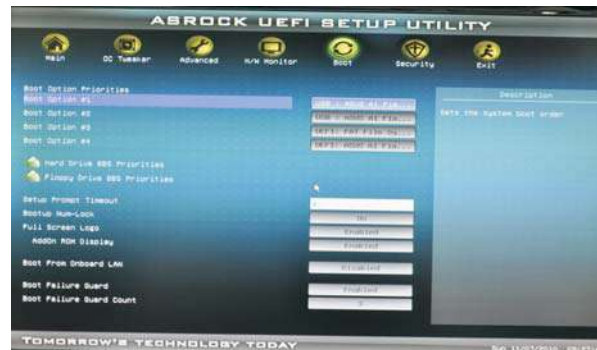 ASROCK UEFI SETUP UTILITY
Main OC Tweaker Advanced H/W Monitor Boot Security Exit
Boot Option Priorities
Boot Option #1
Boot Option #2
Boot Option #3
Boot Option #4
Hard Drive BBS Priorities
Floppy Drive BBS Priorities
Setup Prompt Timeout
Bootup Num-Lock
Full Screen Logo Enabled
AddOn ROM Display Enabled
Boot From Onboard LAN Disabled
Boot Failure Guard Enabled
Boot Failure Guard Count
Description
Sets the system boot order
TOMORROW'S TECHNOLOGY TODAY